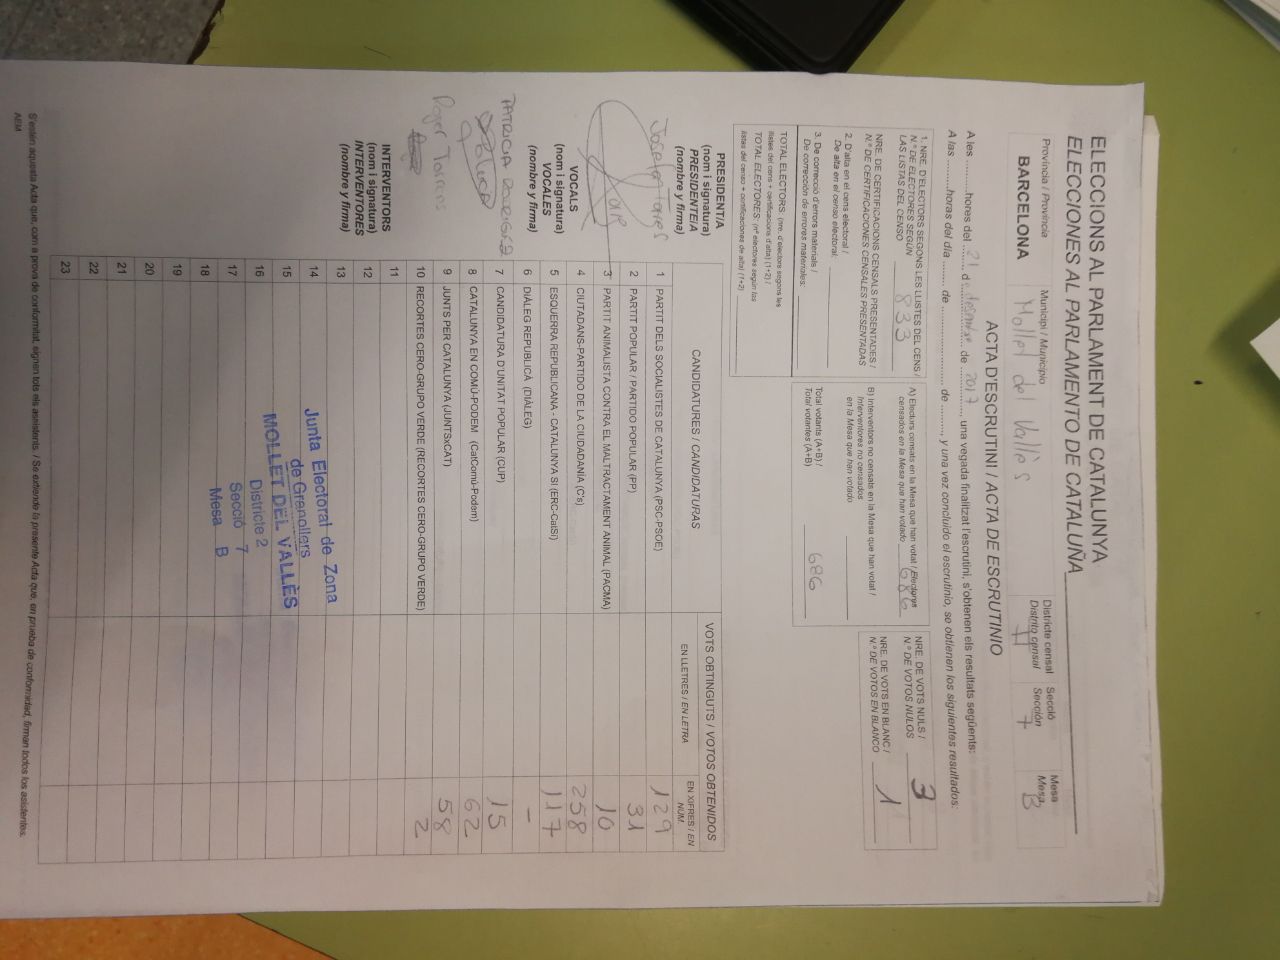 ELECCIONS AL PARLAMENT DE CATALUNYA
ELECCIONES AL PARLAMENTO DE CATALUÑA
Província / Provincia
BARCELONA
Municipi / Municipio
Mollet del Vallès
Districte censal
Distrito censal
Secció
Sección
7
Mesa
Mesa
B
ACTA D'ESCRUTINI / ACTA DE ESCRUTINIO
A les ..........hores del 21 de desembre de 2017, una vegada finalitzat l'escrutini, s'obtenen els resultats següents:
A las ..........horas del día ........ de ........................ de ........., y una vez concluido el escrutinio, se obtienen los siguientes resultados:
1. NRE. D'ELECTORS SEGONS LES LLISTES DEL CENS /
N.º DE ELECTORES SEGÚN
LAS LISTAS DEL CENSO
833
NRE. DE CERTIFICACIONS CENSALS PRESENTADES /
N.º DE CERTIFICACIONES CENSALES PRESENTADAS
2. D'alta en el cens electoral /
De alta en el censo electoral:
3. De correcció d'errors materials /
De corrección de errores materiales:
TOTAL ELECTORS (nre. d'electors segons les
llistes del cens + certificacions d'alta) (1+2) /
TOTAL ELECTORES: (nº electores según las
listas del censo + certificaciones de alta) (1+2)
A) Electors censats en la Mesa que han votat / Electores
censados en la Mesa que han votado 686
B) Interventors no censats en la Mesa que han votat /
Interventores no censados
en la Mesa que han votado
Total votants (A+B) /
Total votantes (A+B)
686
NRE. DE VOTS NULS /
N.º DE VOTOS NULOS
3
NRE. DE VOTS EN BLANC /
N.º DE VOTOS EN BLANCO
1
CANDIDATURES / CANDIDATURAS
VOTS OBTINGUTS / VOTOS OBTENIDOS
EN LLETRES / EN LETRA
EN XIFRES / EN NÚM.
1 PARTIT DELS SOCIALISTES DE CATALUNYA (PSC-PSOE) 129
2 PARTIT POPULAR / PARTIDO POPULAR (PP) 31
3 PARTIT ANIMALISTA CONTRA EL MALTRACTAMENT ANIMAL (PACMA) 10
4 CIUTADANS-PARTIDO DE LA CIUDADANÍA (C's) 258
5 ESQUERRA REPUBLICANA - CATALUNYA SÍ (ERC-CatSí) 117
6 DIÀLEG REPUBLICÀ (DIÀLEG) -
7 CANDIDATURA D'UNITAT POPULAR (CUP) 15
8 CATALUNYA EN COMÚ-PODEM (CatComú-Podem) 62
9 JUNTS PER CATALUNYA (JUNTSxCAT) 58
10 RECORTES CERO-GRUPO VERDE (RECORTES CERO-GRUPO VERDE) 2
11
12
13
14
15
16
17
18
19
20
21
22
23
Junta Electoral de Zona
de Granollers
MOLLET DEL VALLÈS
Districte 2
Secció 7
Mesa B
PRESIDENT/A
(nom i signatura)
PRESIDENTE/A
(nombre y firma)
Josep Torres
VOCALS
(nom i signatura)
VOCALES
(nombre y firma)
PATRICIA RODRIGUEZ
Roger
INTERVENTORS
(nom i signatura)
INTERVENTORES
(nombre y firma)
S'estén aquesta Acta que, com a prova de conformitat, signen tots els assistents. / Se extiende la presente Acta que, en prueba de conformidad, firman todos los asistentes.
AEM